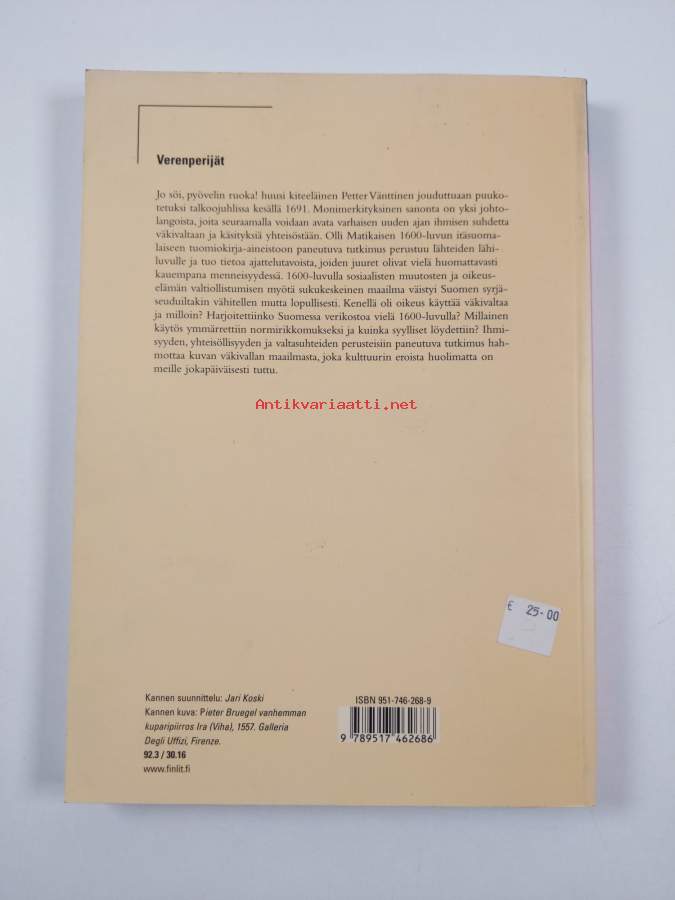 Verenperijät
Jo söi, pyövelin ruoka! huusi kiteeläinen Petter Vänttinen jouduttuaan puuko-
tetuksi talkoojuhlissa kesällä 1691. Monimerkityksinen sanonta on yksi johto-
langoista, joita seuraamalla voidaan avata varhaisen uuden ajan ihmisen suhdetta
väkivaltaan ja käsityksiä yhteisöstään. Olli Matikaisen 1600-luvun itäsuoma-
laiseen tuomiokirja-aineistoon paneutuva tutkimus perustuu lähteiden lähi-
luvulle ja tuo tietoa ajattelutavoista, joiden juuret olivat vielä huomattavasti
kauempana menneisyydessä. 1600-luvulla sosiaalisten muutosten ja oikeus-
elämän valtiollistumisen myötä sukukeskeinen maailma väistyi Suomen syrjä-
seuduiltakin vähitellen mutta lopullisesti. Kenellä oli oikeus käyttää väkivaltaa
ja milloin? Harjoitettiinko Suomessa verikostoa vielä 1600-luvulla? Millainen
käytös ymmärrettiin normirikkomukseksi ja kuinka syylliset löydettiin? Ihmi-
syyden, yhteisöllisyyden ja valtasuhteiden perusteisiin paneutuva tutkimus hah-
mottaa kuvan väkivallan maailmasta, joka kulttuurin eroista huolimatta on
meille jokapäiväisesti tuttu.
Antikvariaatti.net
€ 25-00
Kannen suunnittelu: Jari Koski
Kannen kuva: Pieter Bruegel vanhemman
kuparipiirros Ira (Viha), 1557. Galleria
Degli Uffizi, Firenze.
92.3 / 30.16
www.finlit.fi
ISBN 951-746-268-9
9 789517 462686